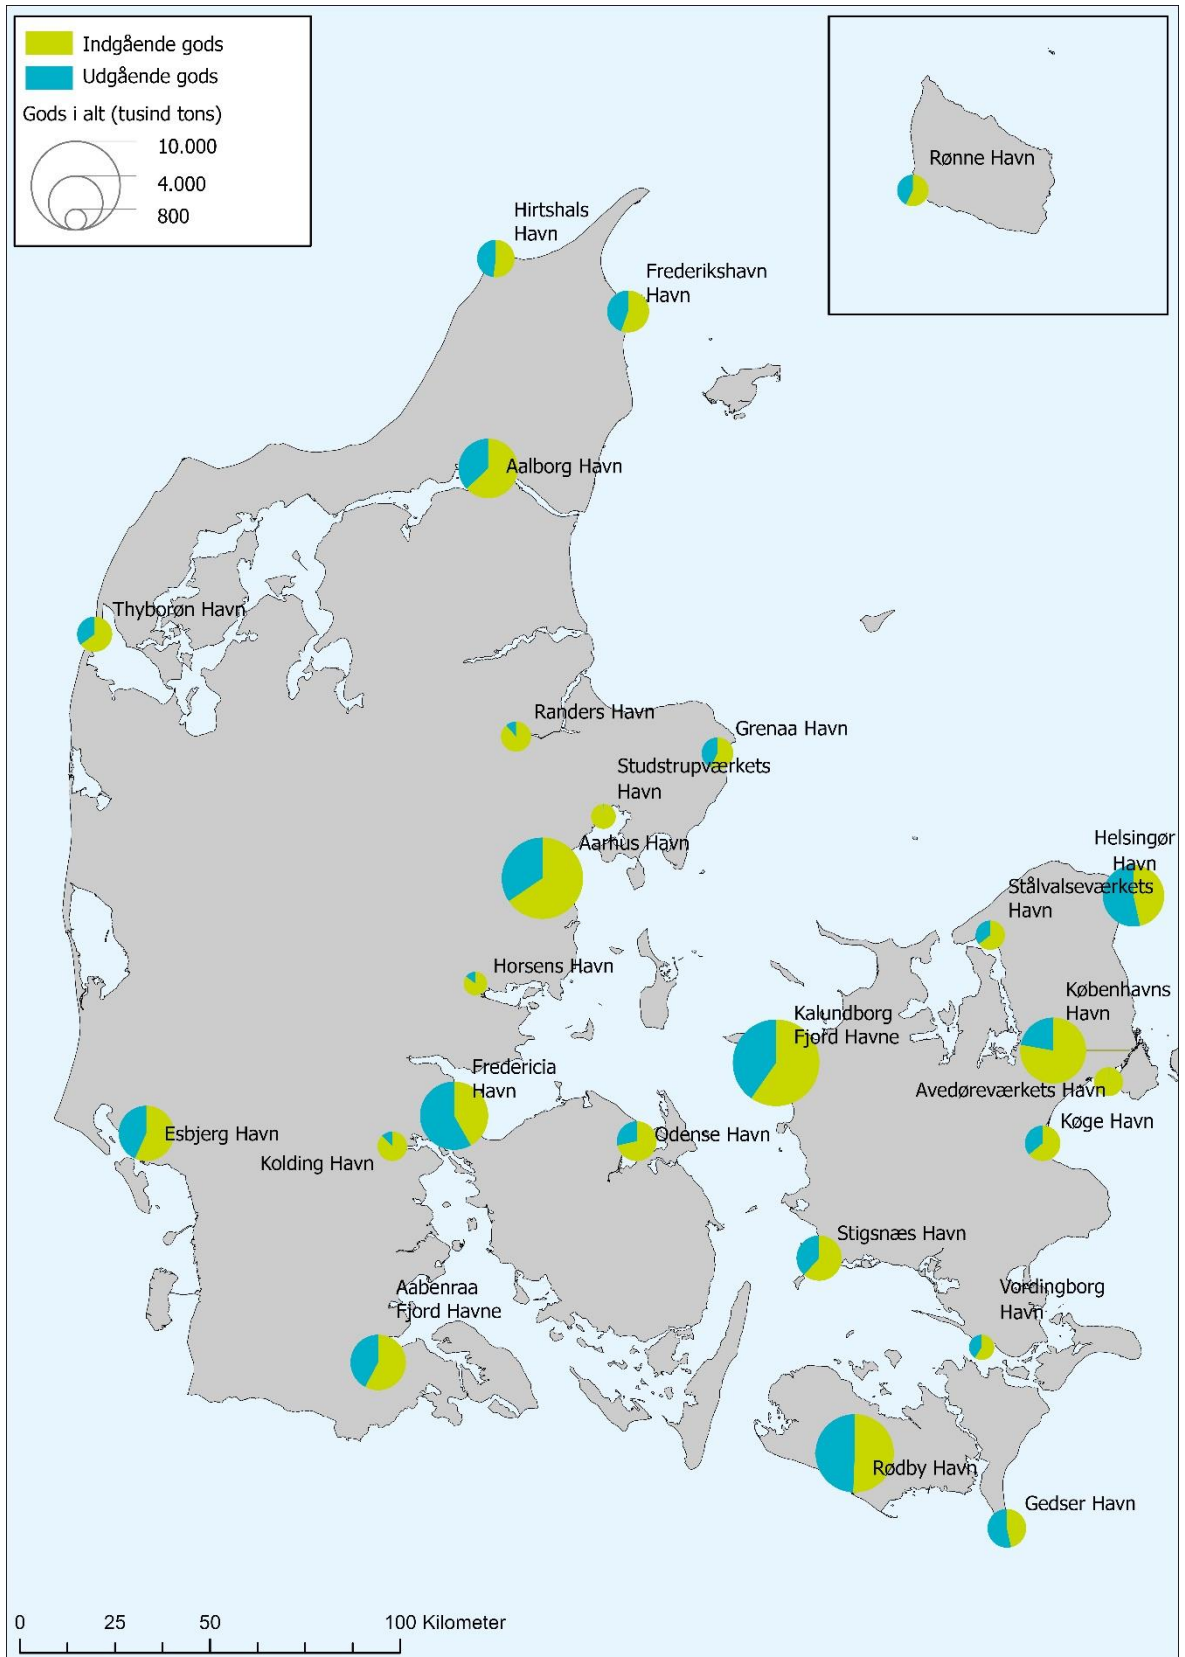 Indgående gods
Udgående gods
Gods i alt (tusind tons)
10.000
4.000
800
Rønne Havn
Hirtshals
Havn
Frederikshavn
Havn
Aalborg Havn
Thyborøn Havn
Randers Havn
Grenaa Havn
Studstrupværkets
Havn
Aarhus Havn
Helsingør
Havn
Stålvalseværkets
Havn
Horsens Havn
Københavns
Havn
Kalundborg
Fjord Havne
Fredericia
Havn
Avedøreværkets Havn
Køge Havn
Esbjerg Havn
Odense Havn
Kolding Havn
Stigsnæs Havn
Aabenraa
Fjord Havne
Vordingborg
Havn
Rødby Havn
Gedser Havn
0 25 50 100 Kilometer